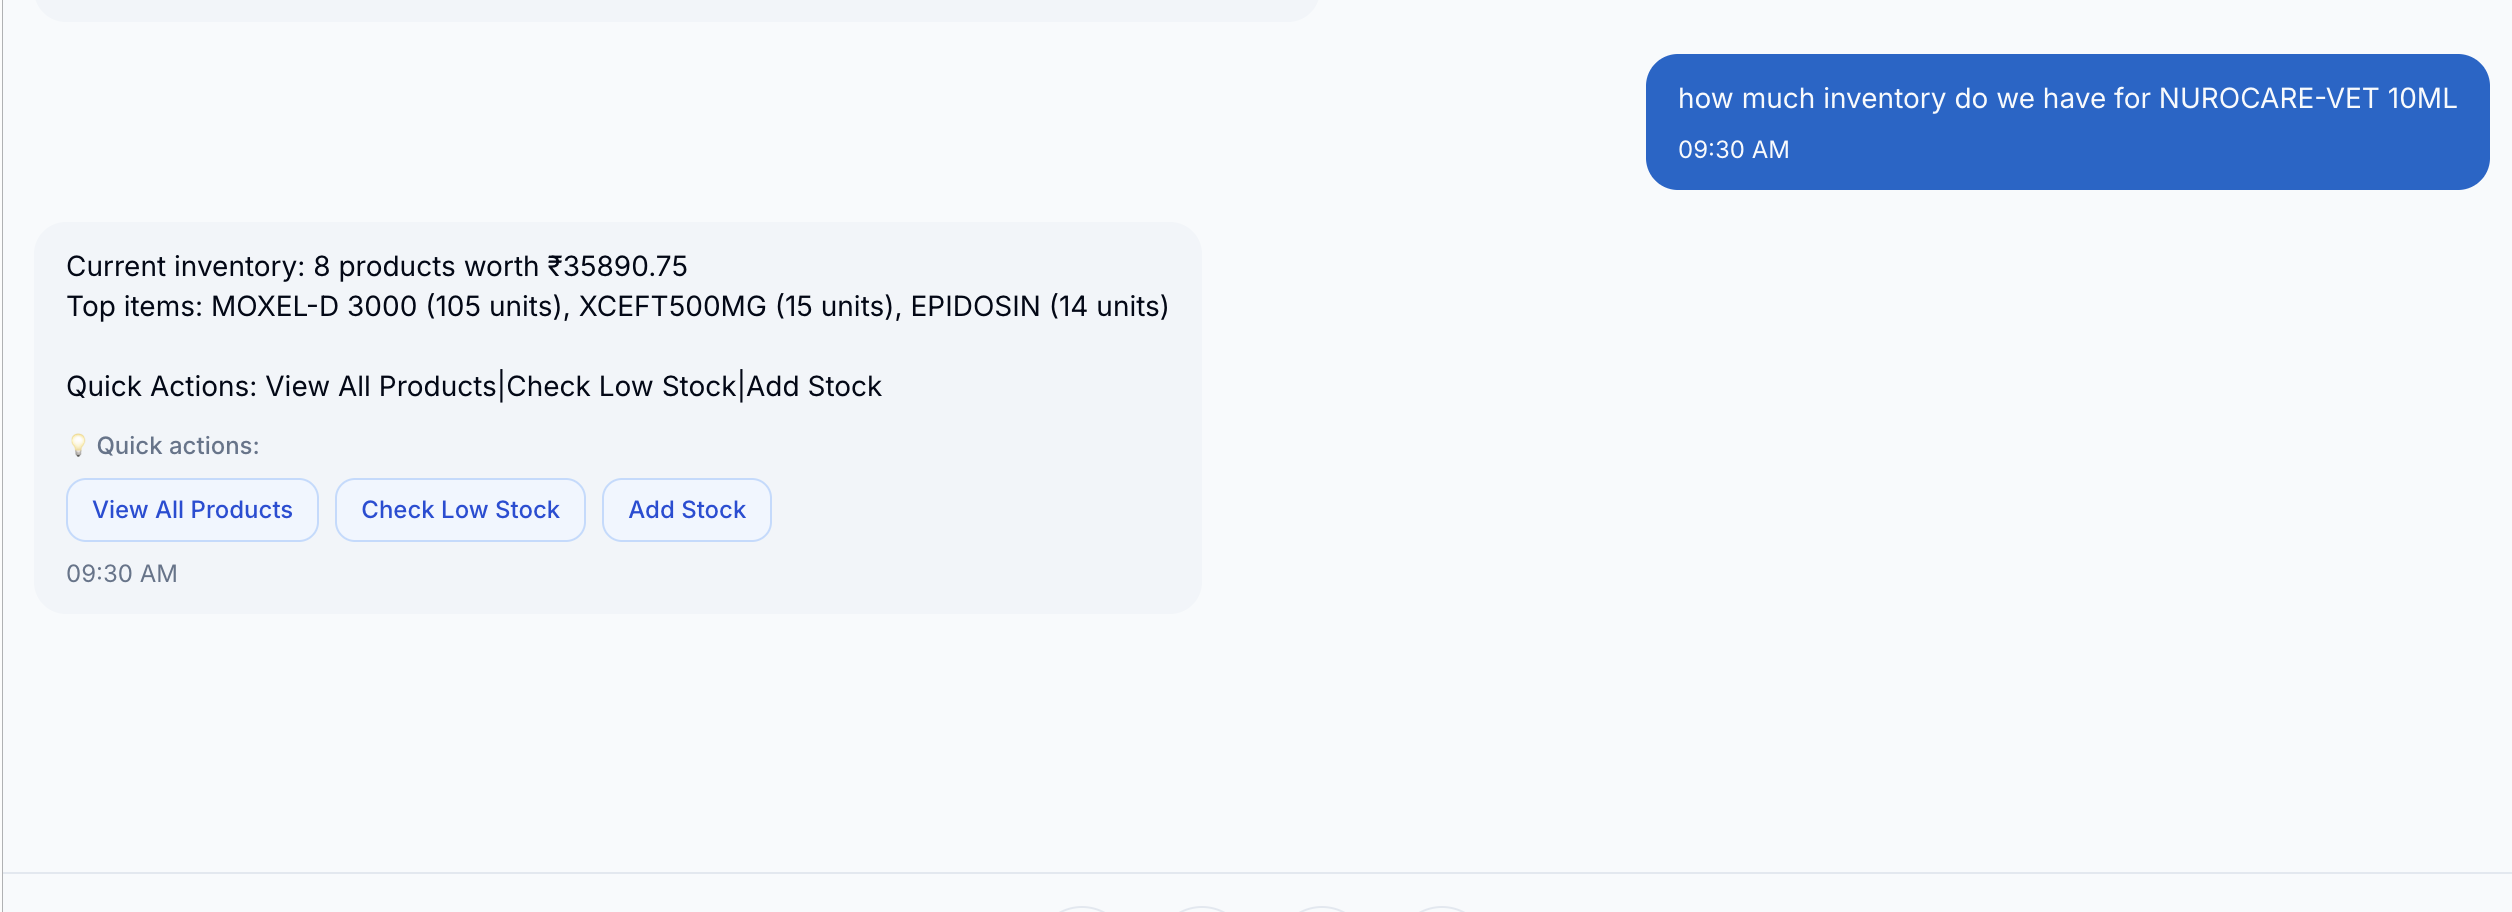 how much inventory do we have for NUROCARE-VET 10ML
09:30 AM
Current inventory: 8 products worth ₹35890.75
Top items: MOXEL-D 3000 (105 units), XCEFT500MG (15 units), EPIDOSIN (14 units)
Quick Actions: View All Products|Check Low Stock|Add Stock
💡 Quick actions:
View All Products Check Low Stock Add Stock
09:30 AM